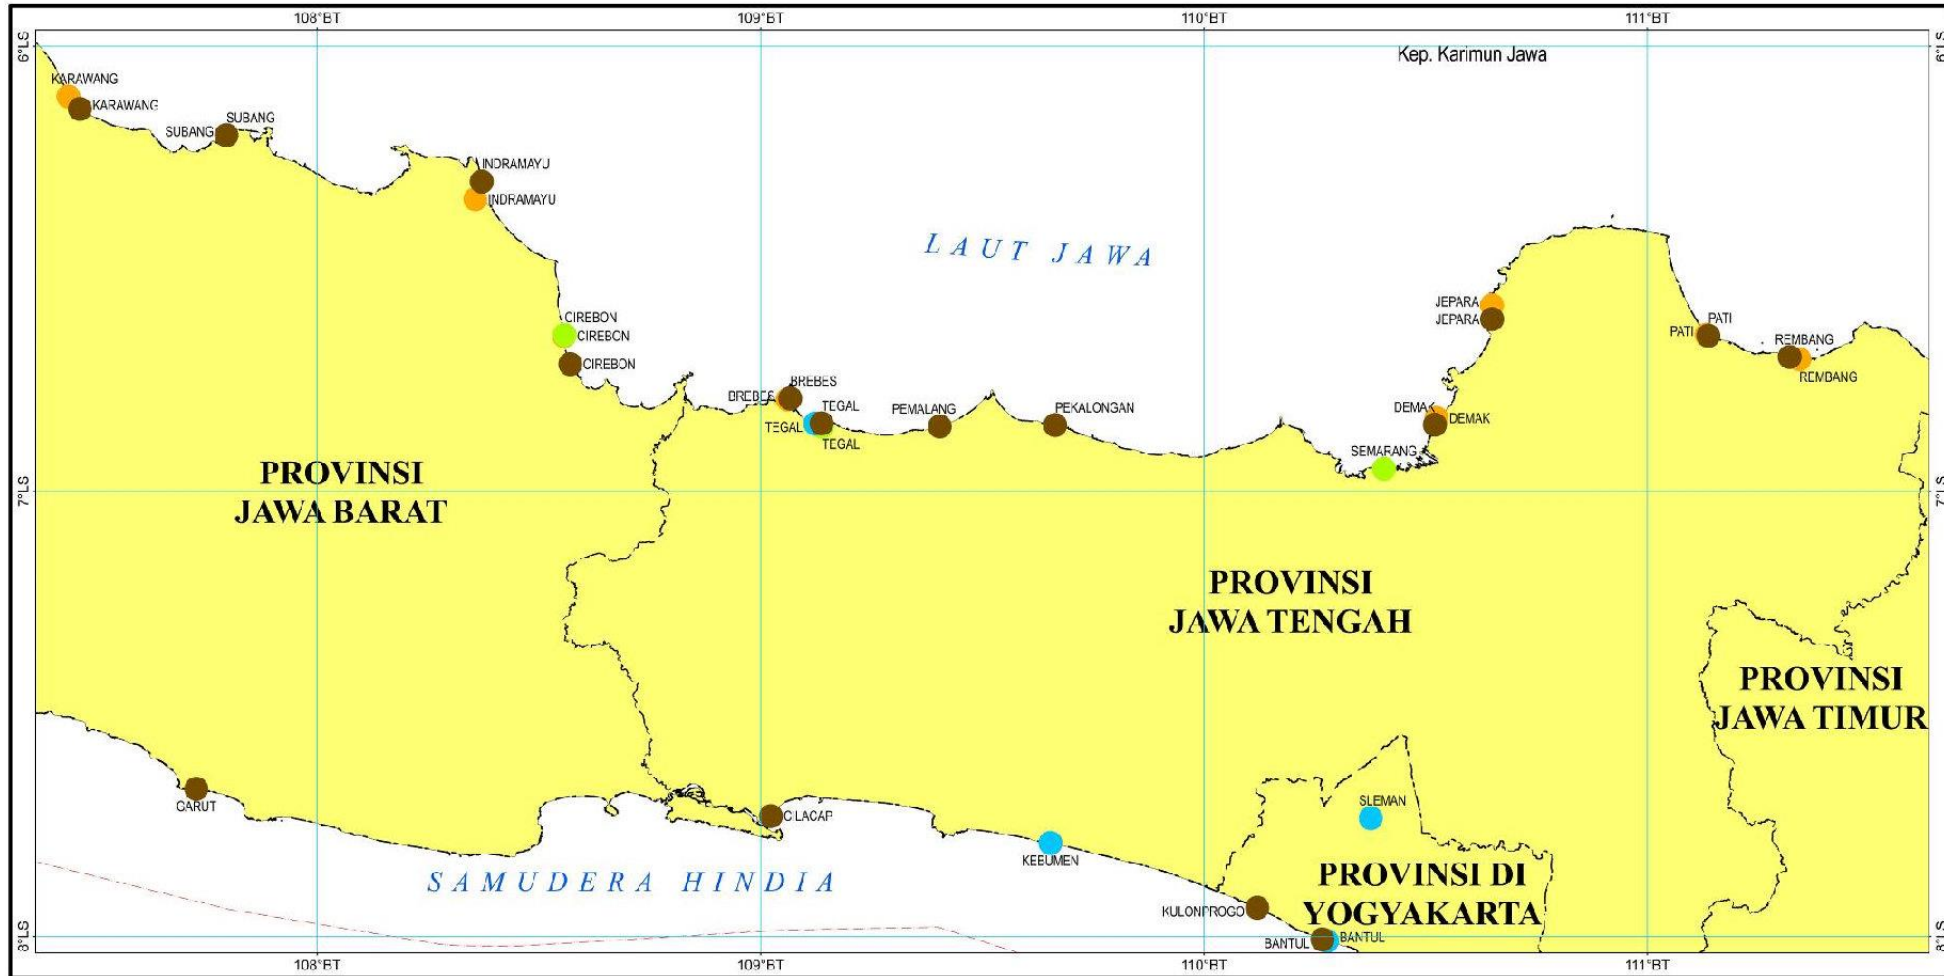 108°BT
109°BT
110°BT
111°BT
6°LS
6°LS
Kep. Karimun Jawa
KARAWANG
KARAWANG
SUBANG
SUBANG
INDRAMAYU
INDRAMAYU
LAUT JAWA
CIREBON
CIREBON
CIREBON
JEPARA
JEPARA
PATI
PATI
REMBANG
REMBANG
BREBES
BREBES
TEGAL
TEGAL
TEGAL
PEMALANG
PEKALONGAN
DEMAK
DEMAK
SEMARANG
7°LS
7°LS
PROVINSI
JAWA BARAT
PROVINSI
JAWA TENGAH
PROVINSI
JAWA TIMUR
GARUT
CILACAP
KEBUMEN
SLEMAN
SAMUDERA HINDIA
PROVINSI DI
YOGYAKARTA
KULONPROGO
BANTUL
BANTUL
8°LS
8°LS
108°BT
109°BT
110°BT
111°BT